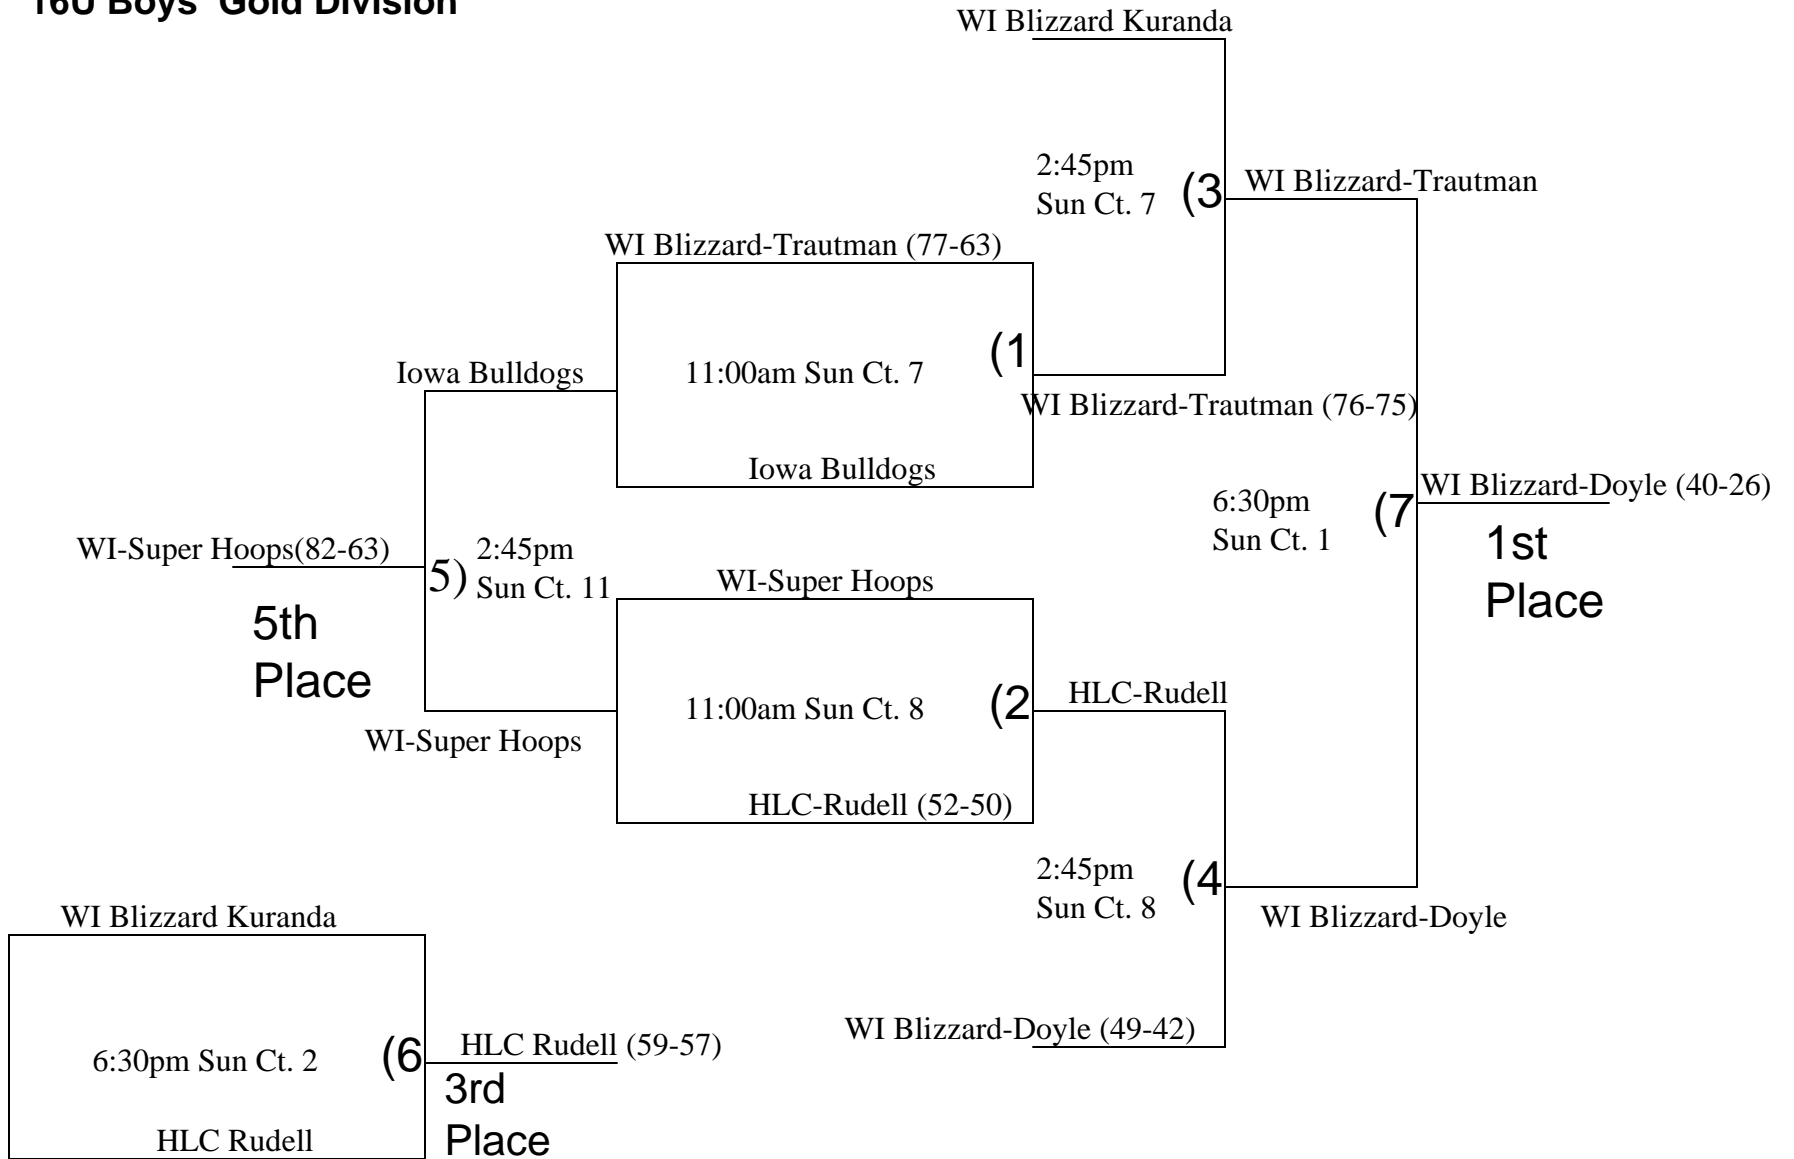 16U Boys' Gold Division
WI Blizzard Kuranda
2:45pm
Sun Ct. 7
(3
WI Blizzard-Trautman
WI Blizzard-Trautman (77-63)
(1
Iowa Bulldogs
11:00am Sun Ct. 7
WI Blizzard-Trautman (76-75)
Iowa Bulldogs
6:30pm
Sun Ct. 1
(7
WI Blizzard-Doyle (40-26)
1st
Place
WI-Super Hoops(82-63)
5)
2:45pm
Sun Ct. 11
5th
Place
WI-Super Hoops
11:00am Sun Ct. 8
(2
HLC-Rudell
WI-Super Hoops
HLC-Rudell (52-50)
2:45pm
Sun Ct. 8
(4
WI Blizzard-Doyle
WI Blizzard Kuranda
WI Blizzard-Doyle (49-42)
6:30pm Sun Ct. 2
(6
HLC Rudell (59-57)
3rd
Place
HLC Rudell